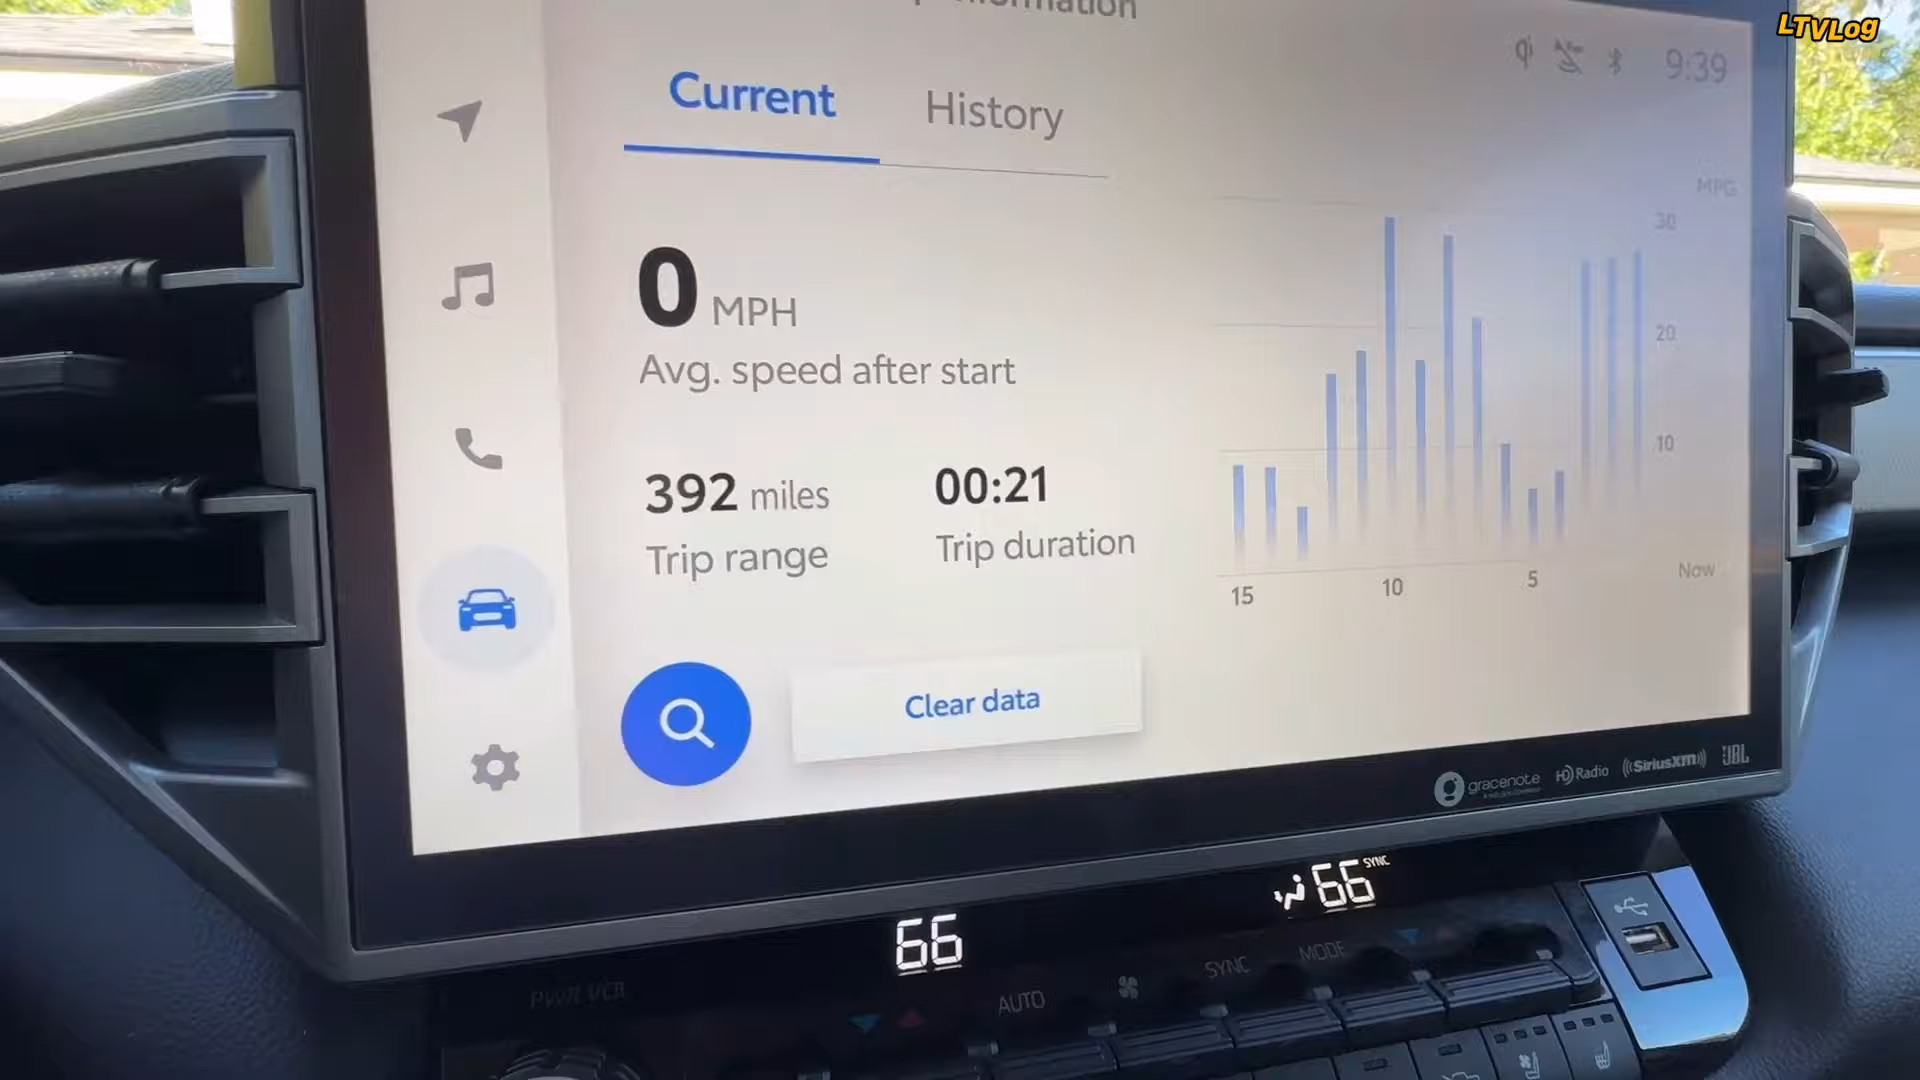 LTVLog
9:39
Current
History
MPG
30
0 MPH
20
Avg. speed after start
10
392 miles
00:21
Trip range
Trip duration
Now
15
10
5
Clear data
gracenote
HD Radio
SiriusXM
JBL
66 SYNC
66
MODE
SYNC
AUTO